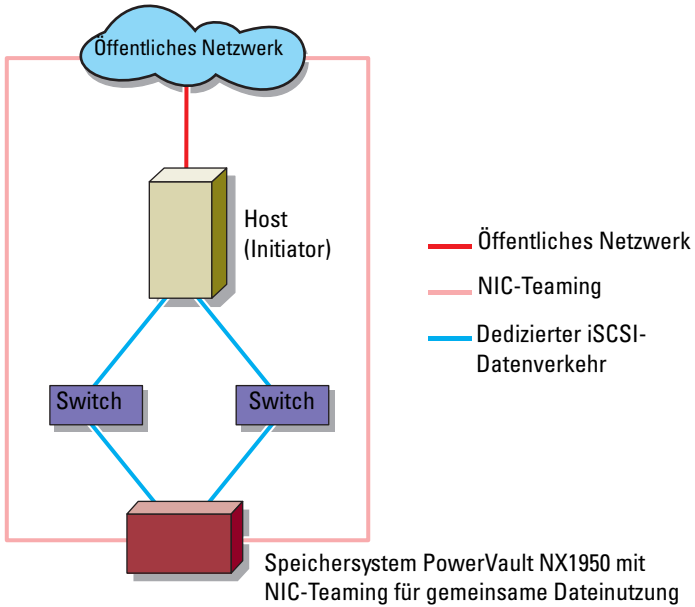 Öffentliches Netzwerk
Host
(Initiator)
Öffentliches Netzwerk
NIC-Teaming
Dedizierter iSCSI-
Datenverkehr
Switch
Switch
Speichersystem PowerVault NX1950 mit
NIC-Teaming für gemeinsame Dateinutzung